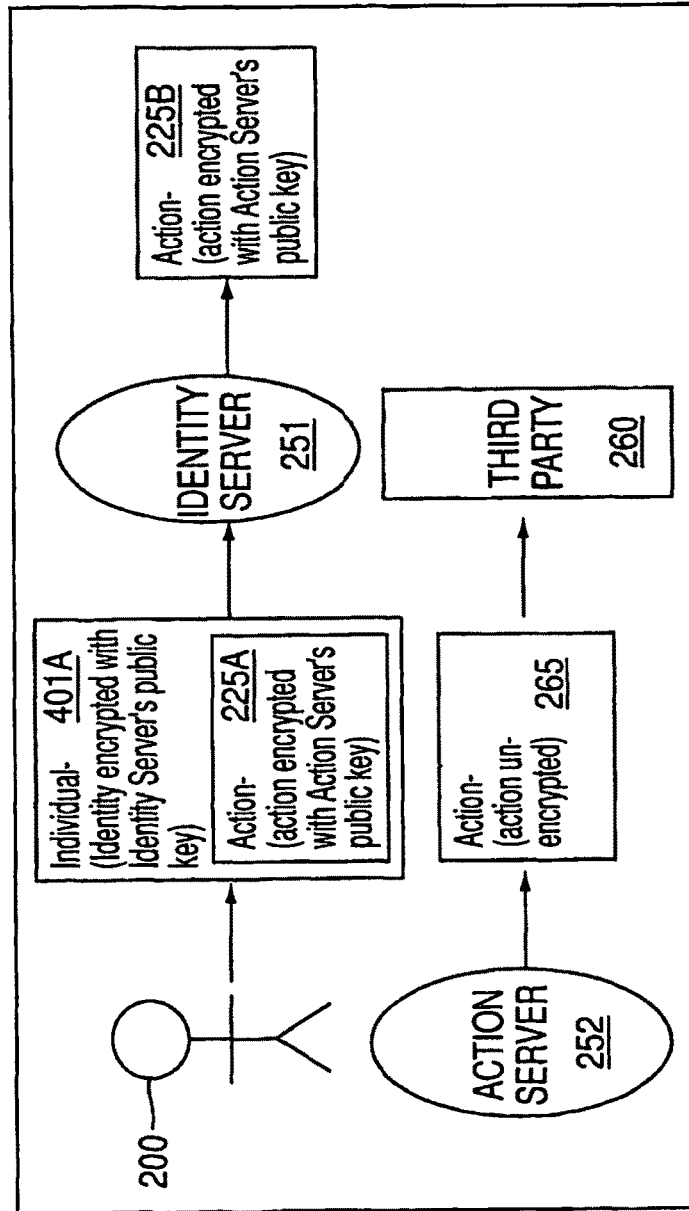 200
Individual- 401A
(Identity encrypted with
Identity Server's public
key)
Action- 225A
(action encrypted
with Action Server's
public key)
IDENTITY
SERVER
251
Action- 225B
(action encrypted
with Action Server's
public key)
ACTION
SERVER
252
Action-
(action un-
encrypted) 265
THIRD
PARTY
260